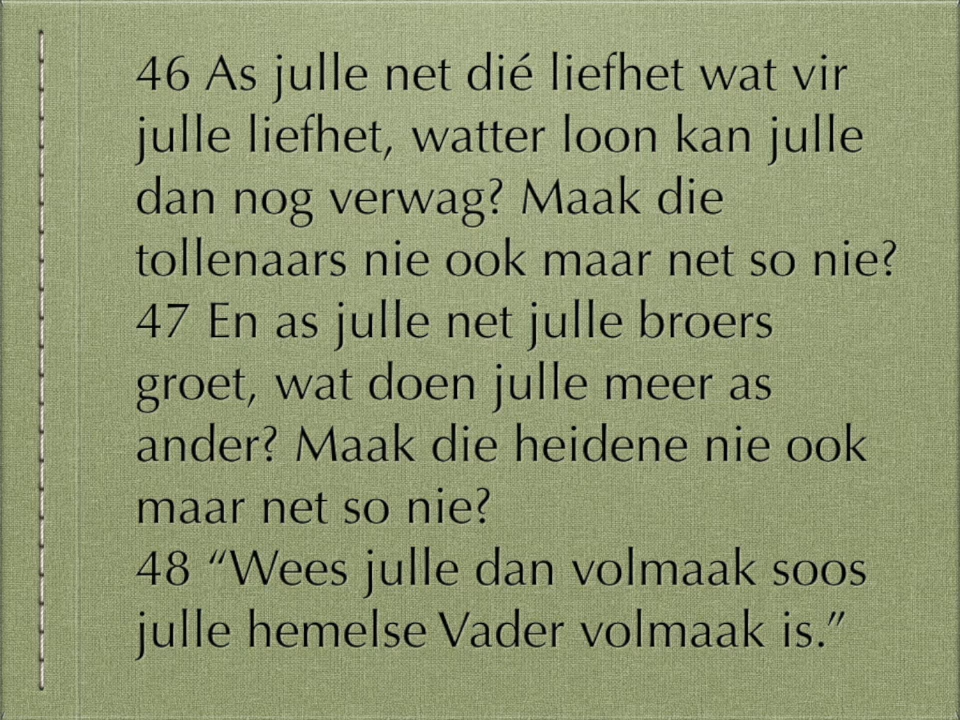 46 As julle net dié liefhet wat vir
julle liefhet, watter loon kan julle
dan nog verwag? Maak die
tollenaars nie ook maar net so nie?
47 En as julle net julle broers
groet, wat doen julle meer as
ander? Maak die heidene nie ook
maar net so nie?
48 “Wees julle dan volmaak soos
julle hemelse Vader volmaak is.”